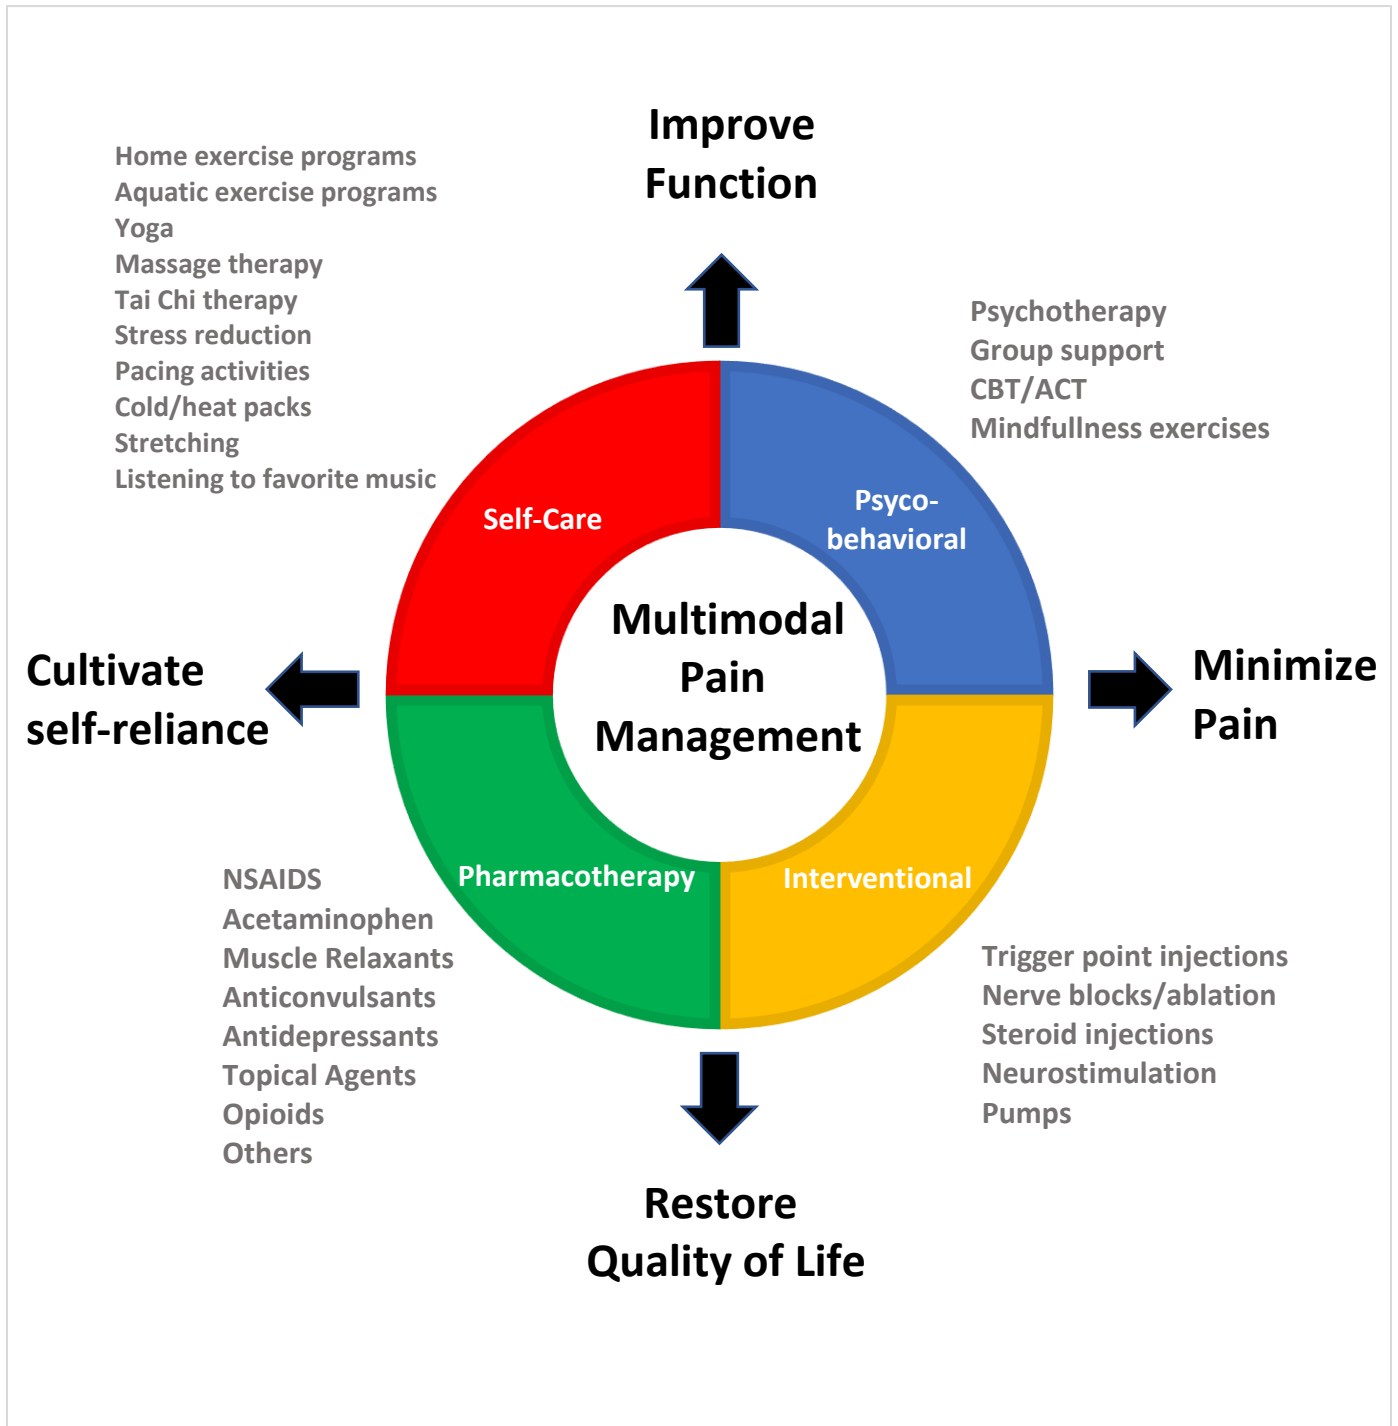 Improve
Function
Home exercise programs
Aquatic exercise programs
Yoga
Massage therapy
Tai Chi therapy
Stress reduction
Pacing activities
Cold/heat packs
Stretching
Listening to favorite music
Psychotherapy
Group support
CBT/ACT
Mindfullness exercises
Self-Care
Psyco-
behavioral
Multimodal
Pain
Management
Cultivate
self-reliance
Minimize
Pain
Pharmacotherapy
Interventional
NSAIDS
Acetaminophen
Muscle Relaxants
Anticonvulsants
Antidepressants
Topical Agents
Opioids
Others
Trigger point injections
Nerve blocks/ablation
Steroid injections
Neurostimulation
Pumps
Restore
Quality of Life